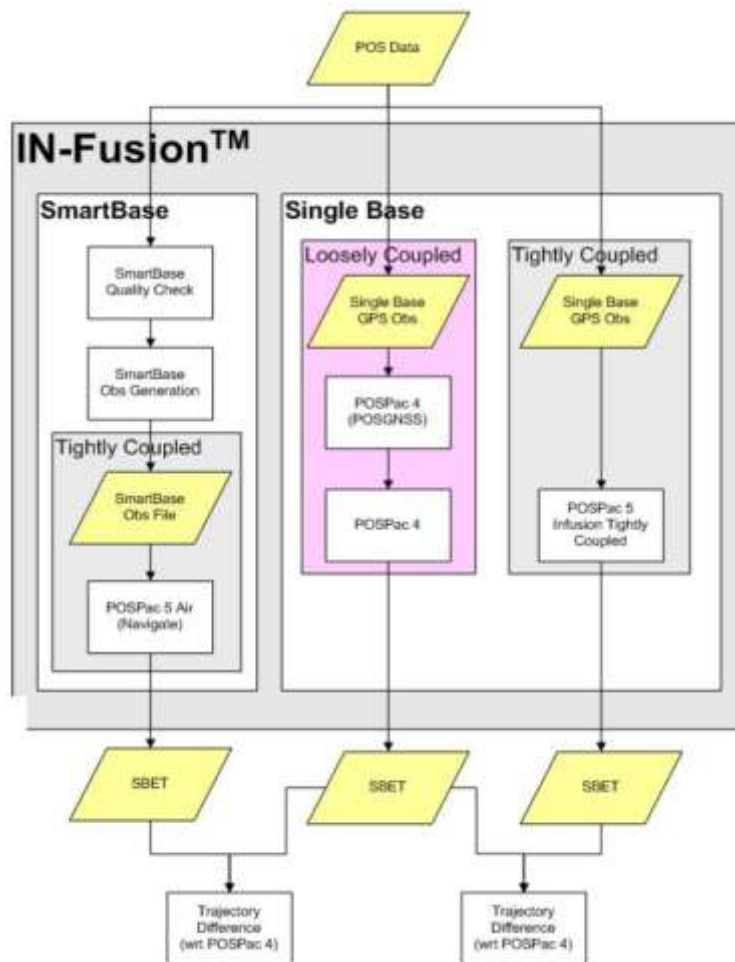 POS Data
IN-Fusion™
SmartBase
SmartBase
Quality Check
SmartBase
Obs Generation
Tightly Coupled
SmartBase
Obs File
POSPac 5 Air
(Navigate)
Single Base
Loosely Coupled
Single Base
GPS Obs
POSPac 4
(POSGNSS)
POSPac 4
Tightly Coupled
Single Base
GPS Obs
POSPac 5
Infusion Tightly
Coupled
SBET
SBET
SBET
Trajectory
Difference
(wrt POSPac 4)
Trajectory
Difference
(wrt POSPac 4)